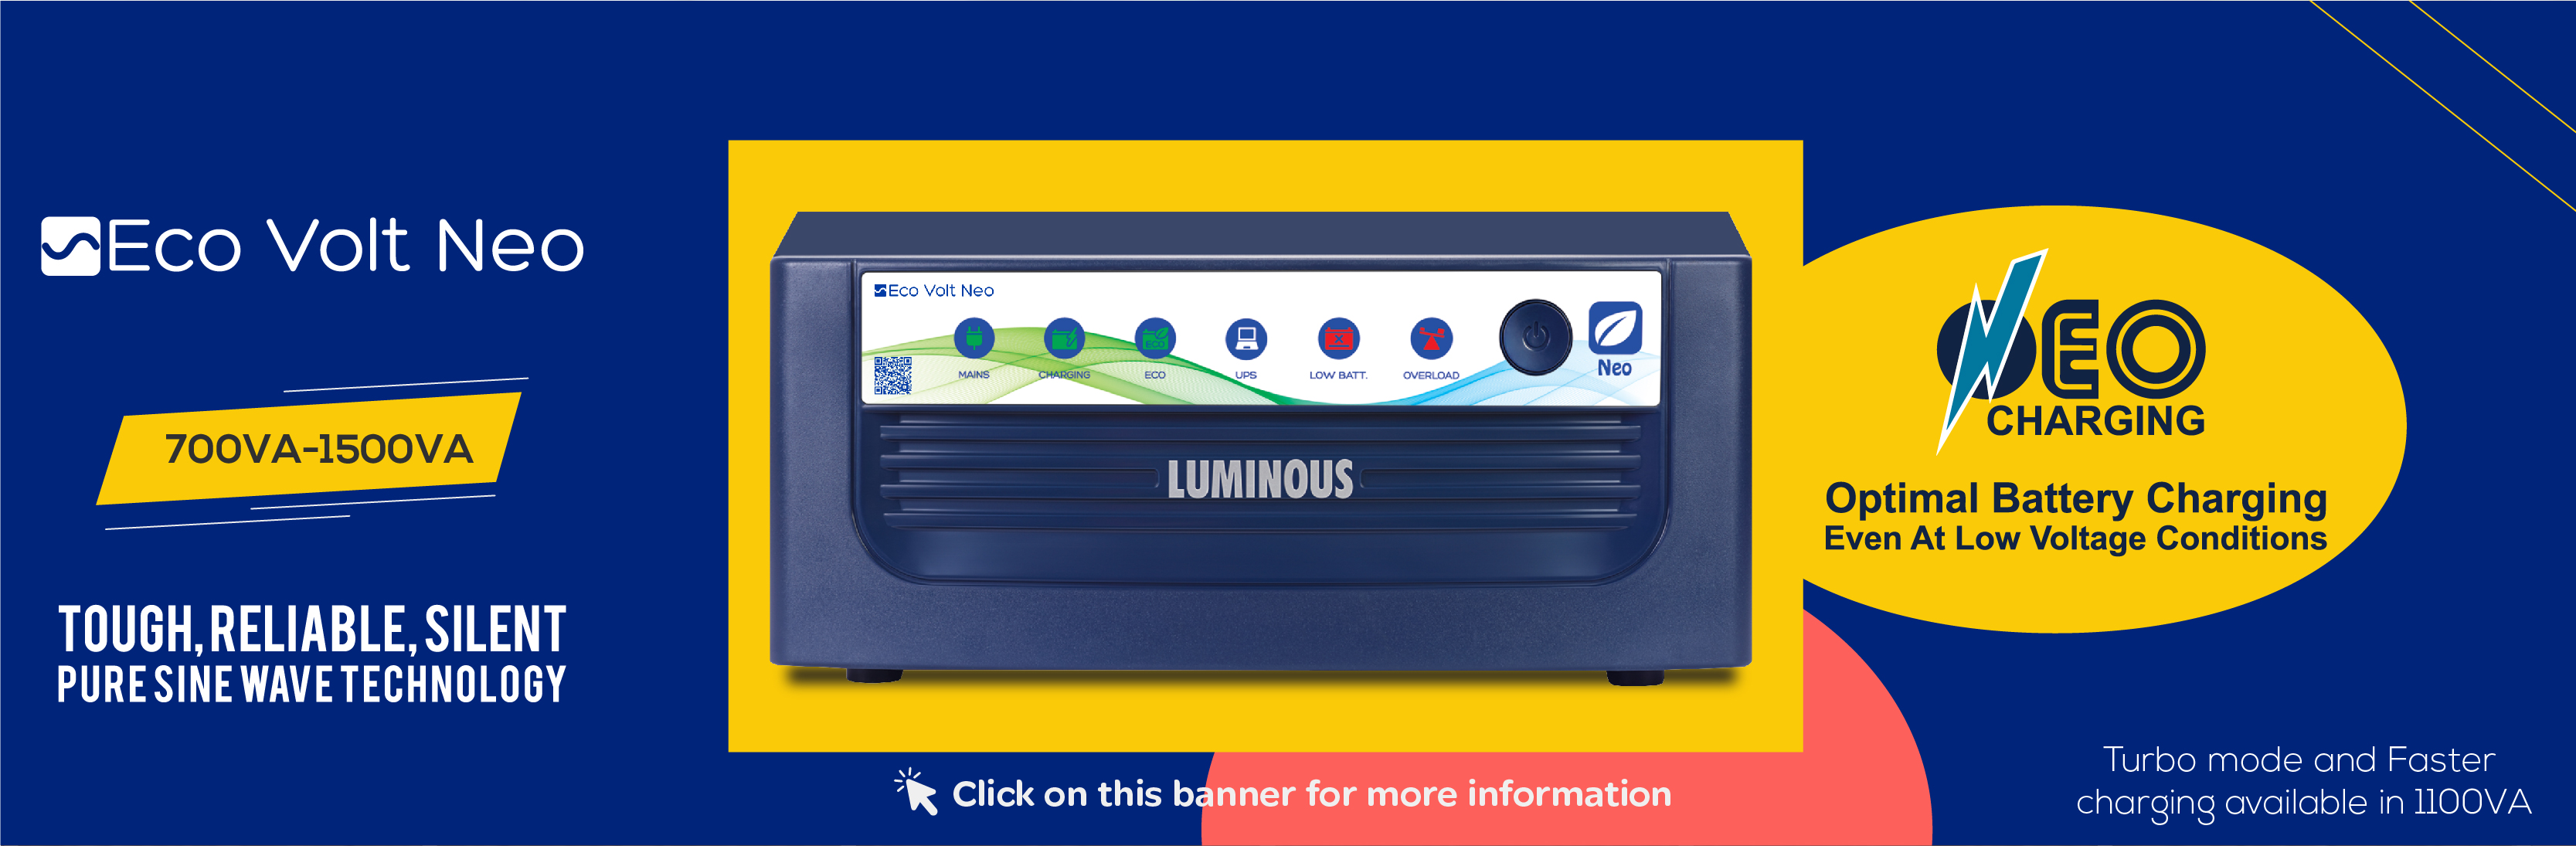 Eco Volt Neo
700VA-1500VA
TOUGH, RELIABLE, SILENT
PURE SINE WAVE TECHNOLOGY
Eco Volt Neo
MAINS
CHARGING
ECO
ECO
UPS
LOW BATT.
OVERLOAD
Neo
LUMINOUS
NEO
CHARGING
Optimal Battery Charging
Even At Low Voltage Conditions
Click on this banner for more information
Turbo mode and Faster
charging available in 1100VA